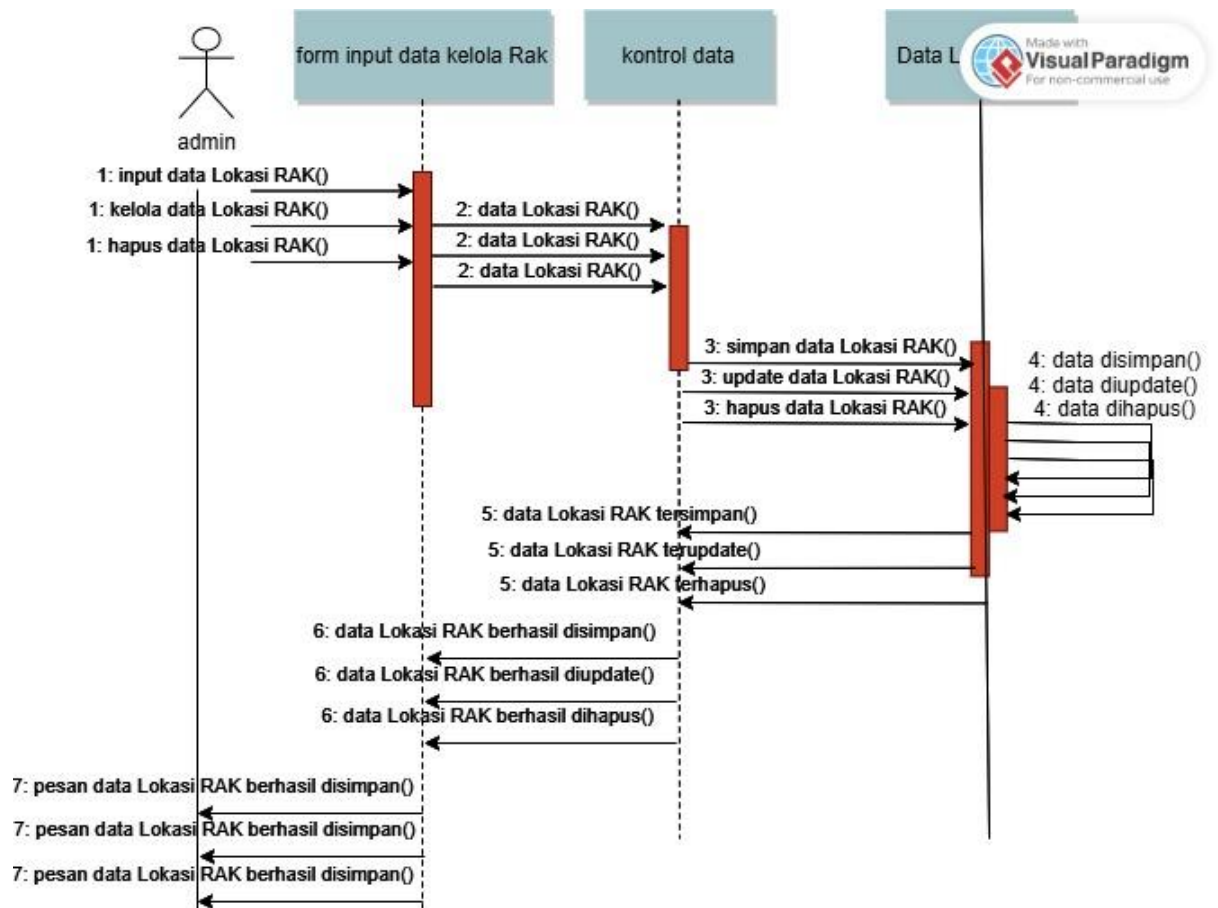 form input data kelola Rak
kontrol data
Data L
Made with
VisualParadigm
For non-commercial use
admin
1: input data Lokasi RAK()
1: kelola data Lokasi RAK()
1: hapus data Lokasi RAK()
2: data Lokasi RAK()
2: data Lokasi RAK()
2: data Lokasi RAK()
3: simpan data Lokasi RAK()
3: update data Lokasi RAK()
3: hapus data Lokasi RAK()
4: data disimpan()
4: data diupdate()
4: data dihapus()
5: data Lokasi RAK tersimpan()
5: data Lokasi RAK terupdate()
5: data Lokasi RAK terhapus()
6: data Lokasi RAK berhasil disimpan()
6: data Lokasi RAK berhasil diupdate()
6: data Lokasi RAK berhasil dihapus()
7: pesan data Lokasi RAK berhasil disimpan()
7: pesan data Lokasi RAK berhasil disimpan()
7: pesan data Lokasi RAK berhasil disimpan()